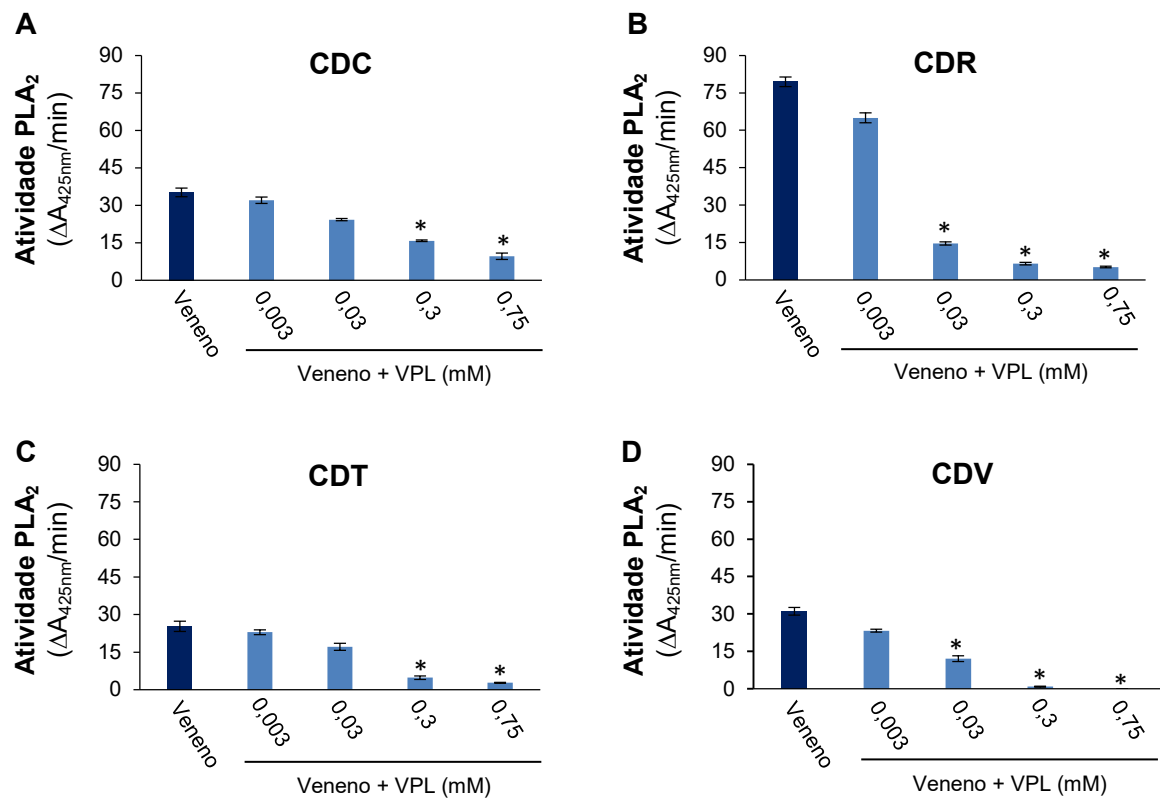 A
CDC
Atividade PLA₂
(ΔA₄₂₅ₙₘ/min)
90
75
60
45
30
15
0
*
*
Veneno
0,003
0,03
0,3
0,75
Veneno + VPL (mM)
B
CDR
Atividade PLA₂
(ΔA₄₂₅ₙₘ/min)
90
75
60
45
30
15
0
*
*
*
Veneno
0,003
0,03
0,3
0,75
Veneno + VPL (mM)
C
CDT
Atividade PLA₂
(ΔA₄₂₅ₙₘ/min)
90
75
60
45
30
15
0
*
*
Veneno
0,003
0,03
0,3
0,75
Veneno + VPL (mM)
D
CDV
Atividade PLA₂
(ΔA₄₂₅ₙₘ/min)
90
75
60
45
30
15
0
*
*
*
Veneno
0,003
0,03
0,3
0,75
Veneno + VPL (mM)